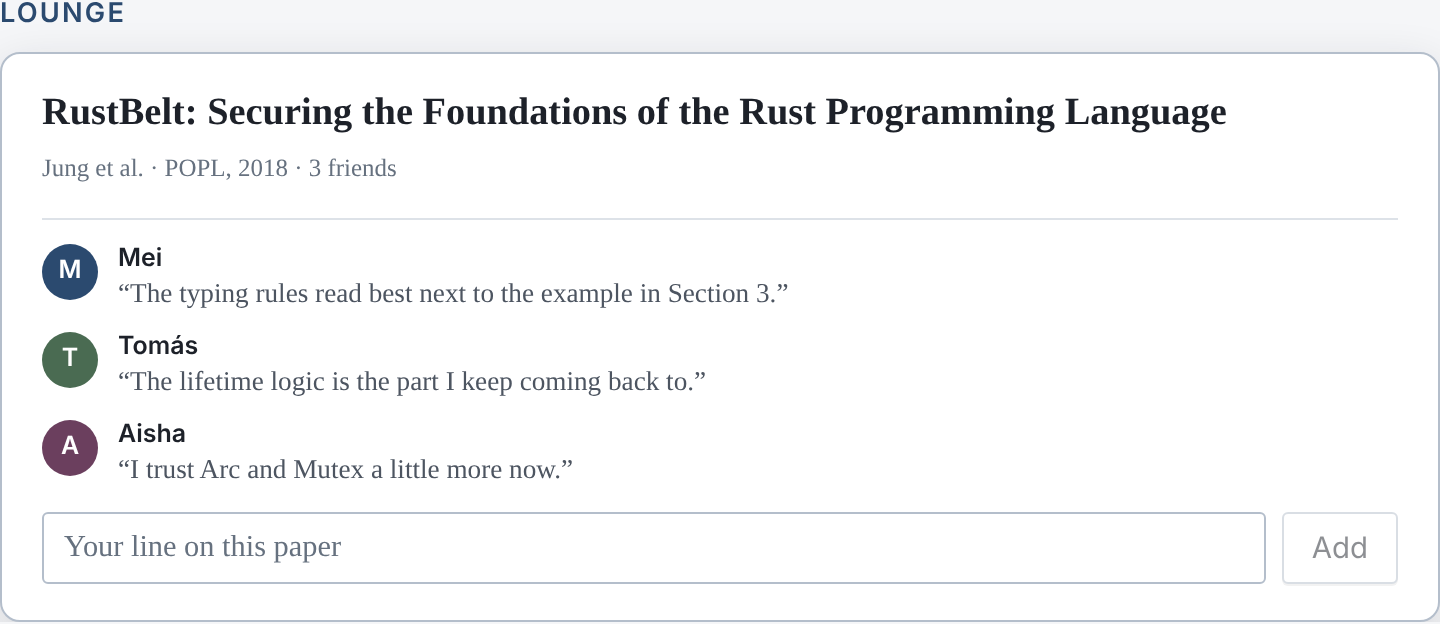 LOUNGE
RustBelt: Securing the Foundations of the Rust Programming Language
Jung et al. · POPL, 2018 · 3 friends
M
Mei
“The typing rules read best next to the example in Section 3.”
T
Tomás
“The lifetime logic is the part I keep coming back to.”
A
Aisha
“I trust Arc and Mutex a little more now.”
Your line on this paper
Add